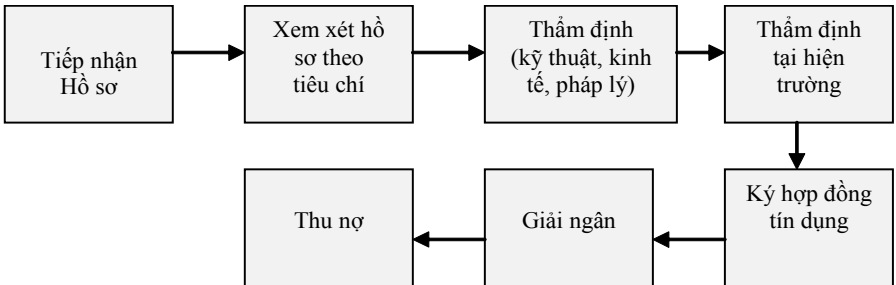 Tiếp nhận
Hồ sơ
Xem xét hồ
sơ theo
tiêu chí
Thẩm định
(kỹ thuật, kinh
tế, pháp lý)
Thẩm định
tại hiện
trường
Ký hợp đồng
tín dụng
Giải ngân
Thu nợ